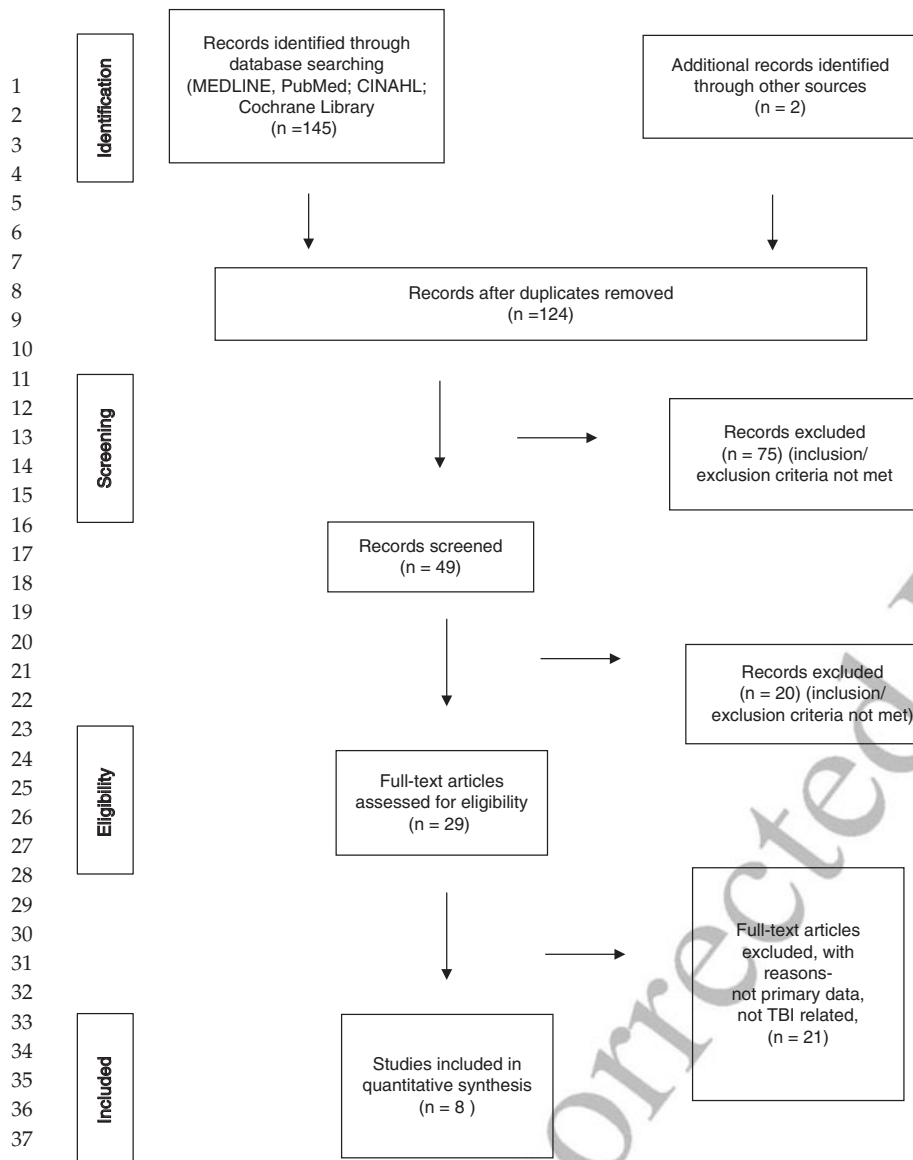 Records identified through
database searching
(MEDLINE, PubMed; CINAHL;
Cochrane Library
(n =145)
Additional records identified
through other sources
(n = 2)
Identification
Records after duplicates removed
(n =124)
Screening
Records excluded
(n = 75) (inclusion/
exclusion criteria not met
Records screened
(n = 49)
Records excluded
(n = 20) (inclusion/
exclusion criteria not met)
Eligibility
Full-text articles
assessed for eligibility
(n = 29)
Full-text articles
excluded, with
reasons-
not primary data,
not TBI related,
(n = 21)
Included
Studies included in
quantitative synthesis
(n = 8 )
1
2
3
4
5
6
7
8
9
10
11
12
13
14
15
16
17
18
19
20
21
22
23
24
25
26
27
28
29
30
31
32
33
34
35
36
37
orrected